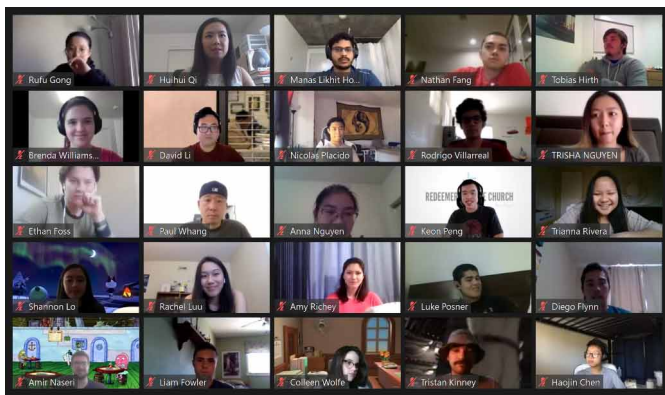 Rufu Gong
Huihui Qi
Manas Likhit Ho...
Nathan Fang
Tobias Hirth
Brenda Williams...
David Li
Nicolas Placido
Rodrigo Villarreal
TRISHA NGUYEN
Ethan Foss
Paul Whang
Anna Nguyen
REDEEMER
CHURCH
Keon Peng
Trianna Rivera
Shannon Lo
Rachel Luu
Amy Richey
Luke Posner
Diego Flynn
Amir Naseri
Liam Fowler
Colleen Wolfe
Tristan Kinney
Haojin Chen